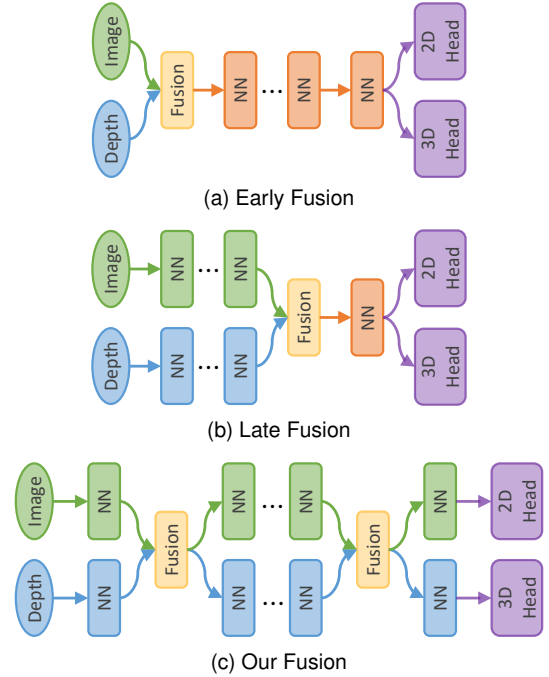 Image
Depth
Fusion
NN
...
NN
NN
2D
Head
3D
Head
(a) Early Fusion
Image
NN
...
NN
Depth
NN
...
NN
Fusion
NN
2D
Head
3D
Head
(b) Late Fusion
Image
NN
Depth
NN
Fusion
NN
...
NN
NN
...
NN
Fusion
NN
2D
Head
NN
3D
Head
(c) Our Fusion